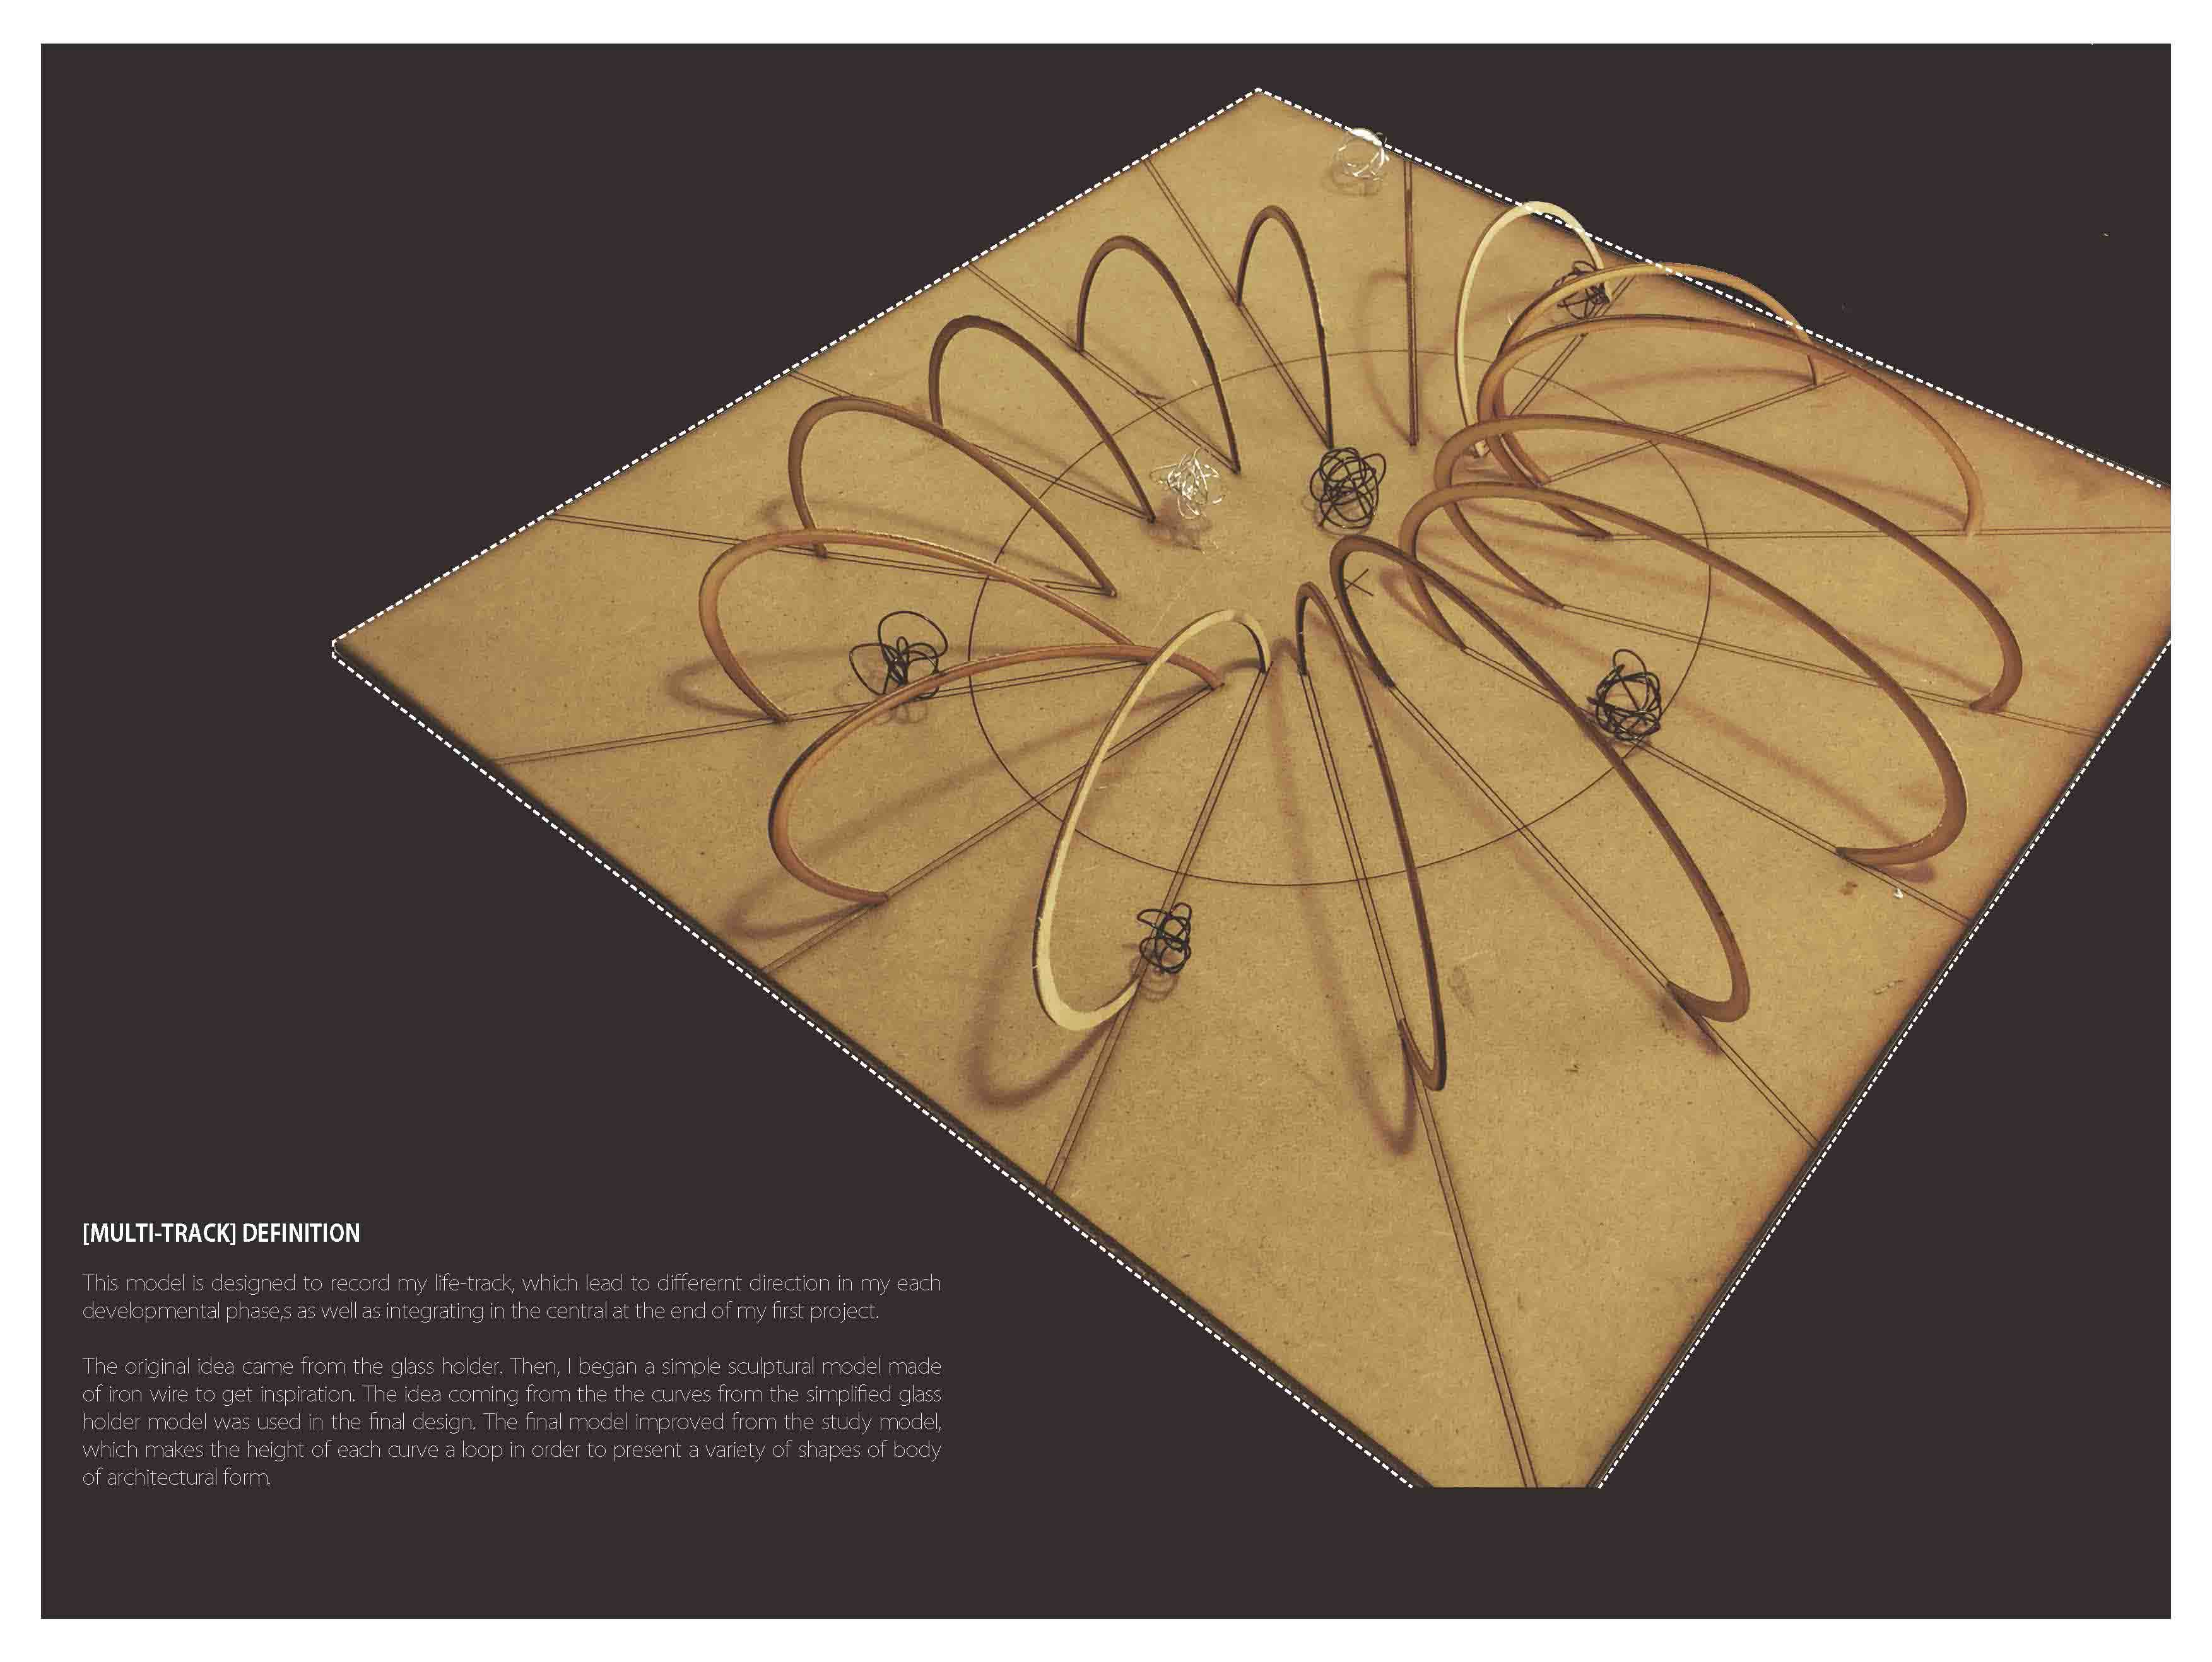 [MULTI-TRACK] DEFINITION
This model is designed to record my life-track, which lead to differernt direction in my each
developmental phase,s as well as integrating in the central at the end of my first project.
The original idea came from the glass holder. Then, I began a simple sculptural model made
of iron wire to get inspiration. The idea coming from the the curves from the simplified glass
holder model was used in the final design. The final model improved from the study model,
which makes the height of each curve a loop in order to present a variety of shapes of body
of architectural form.